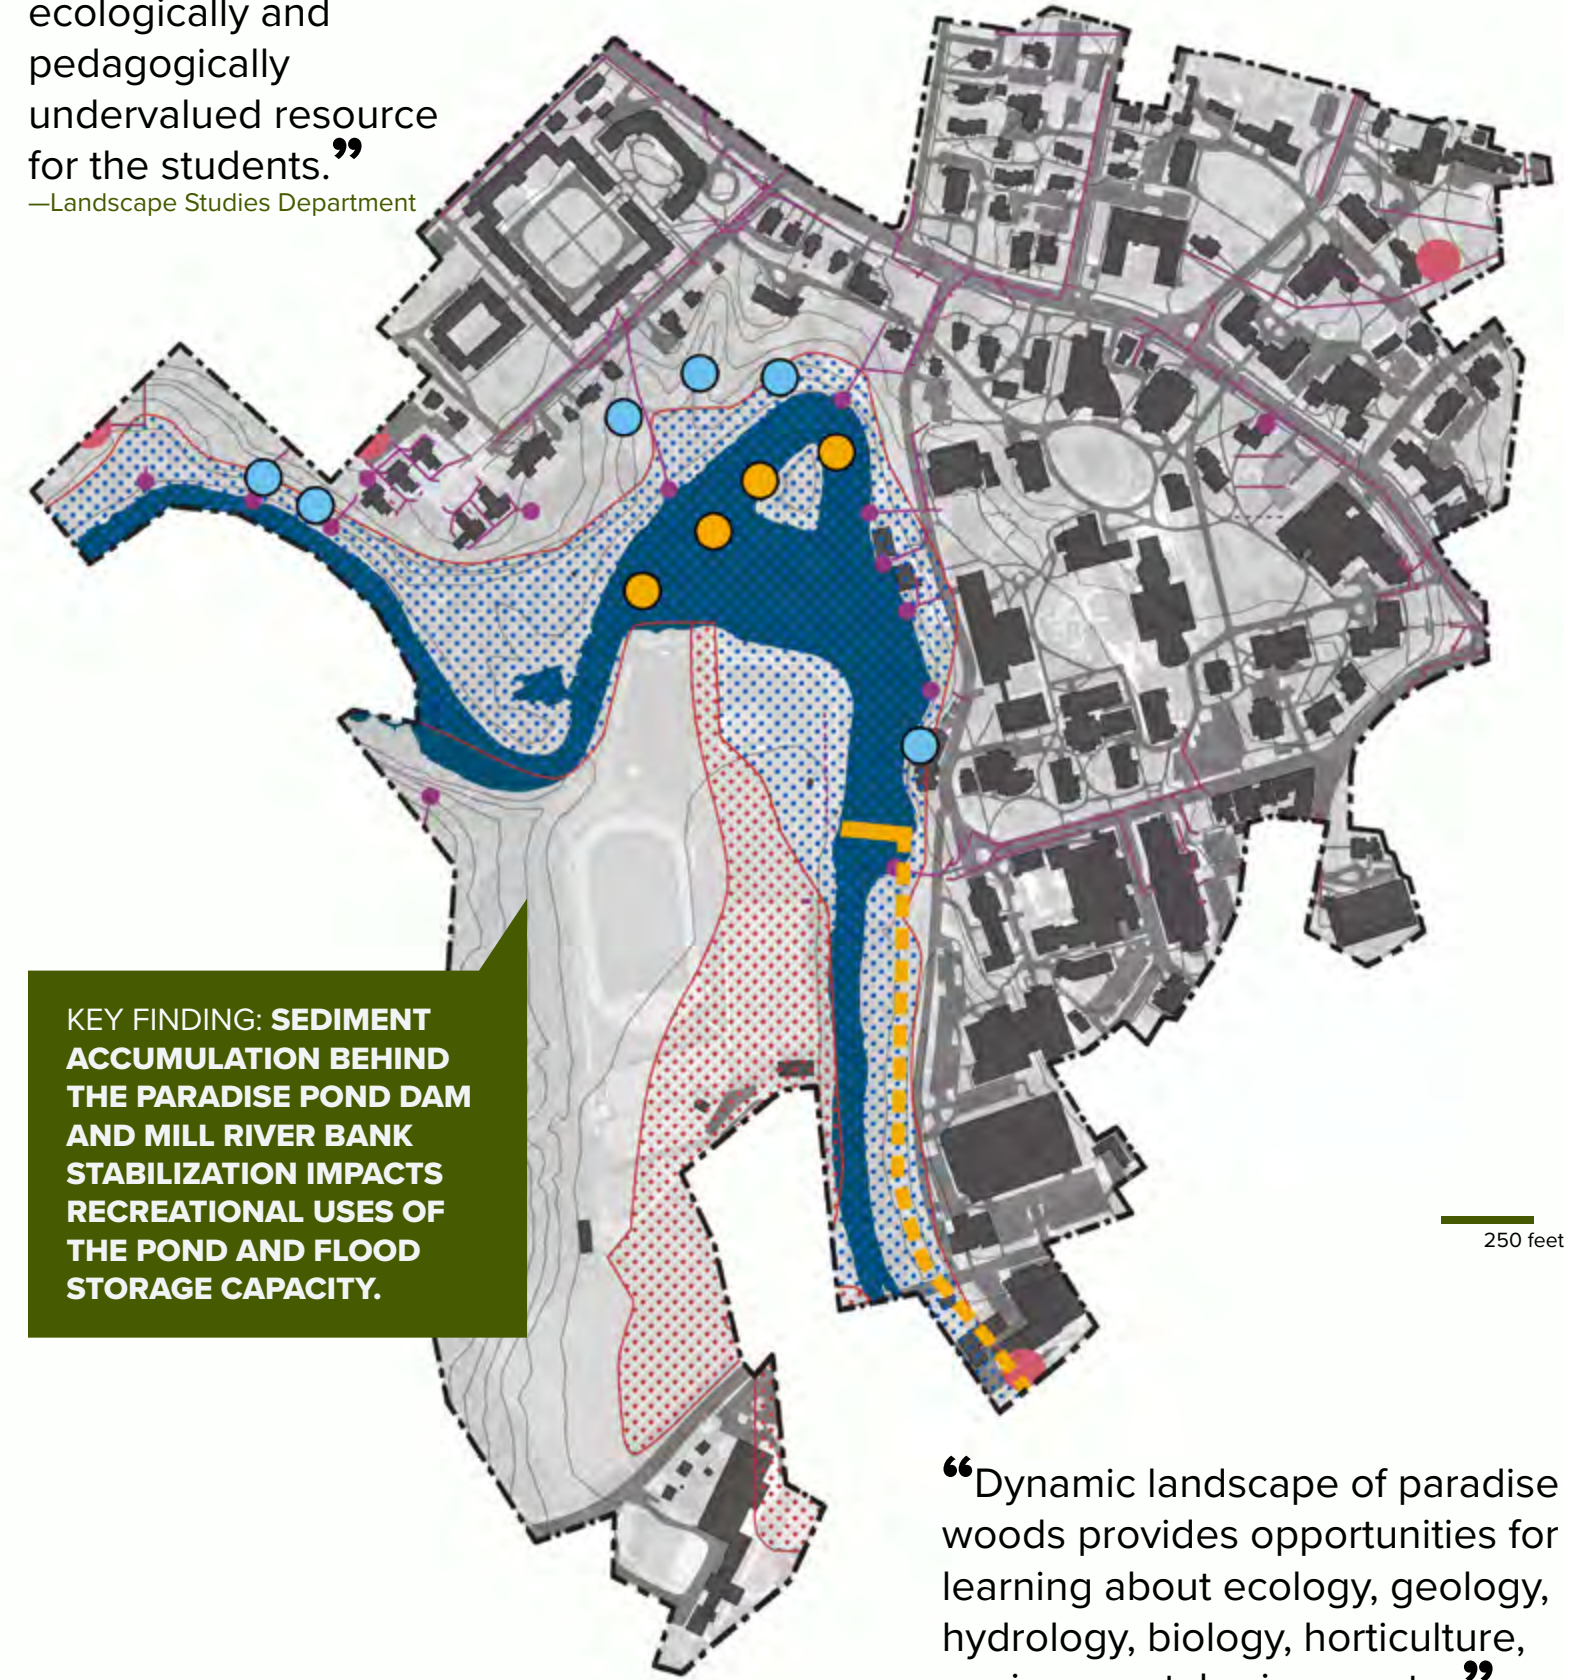 ecologically and
pedagogically
undervalued resource
for the students.”
—Landscape Studies Department
KEY FINDING: SEDIMENT
ACCUMULATION BEHIND
THE PARADISE POND DAM
AND MILL RIVER BANK
STABILIZATION IMPACTS
RECREATIONAL USES OF
THE POND AND FLOOD
STORAGE CAPACITY.
250 feet
“Dynamic landscape of paradise
woods provides opportunities for
learning about ecology, geology,
hydrology, biology, horticulture,
”